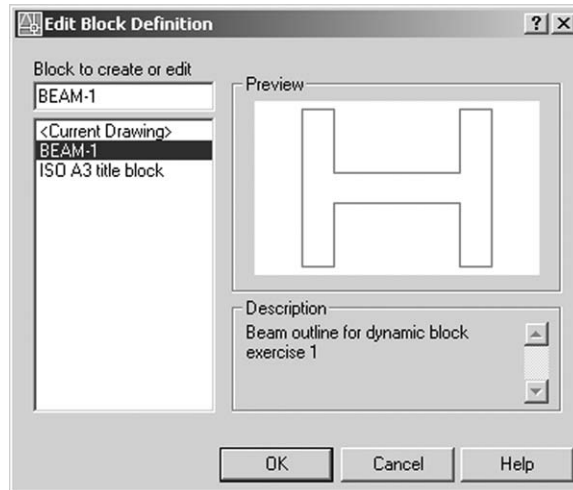 Edit Block Definition
Block to create or edit
BEAM-1
<Current Drawing>
BEAM-1
ISO A3 title block
Preview
Description
Beam outline for dynamic block
exercise 1
OK Cancel Help